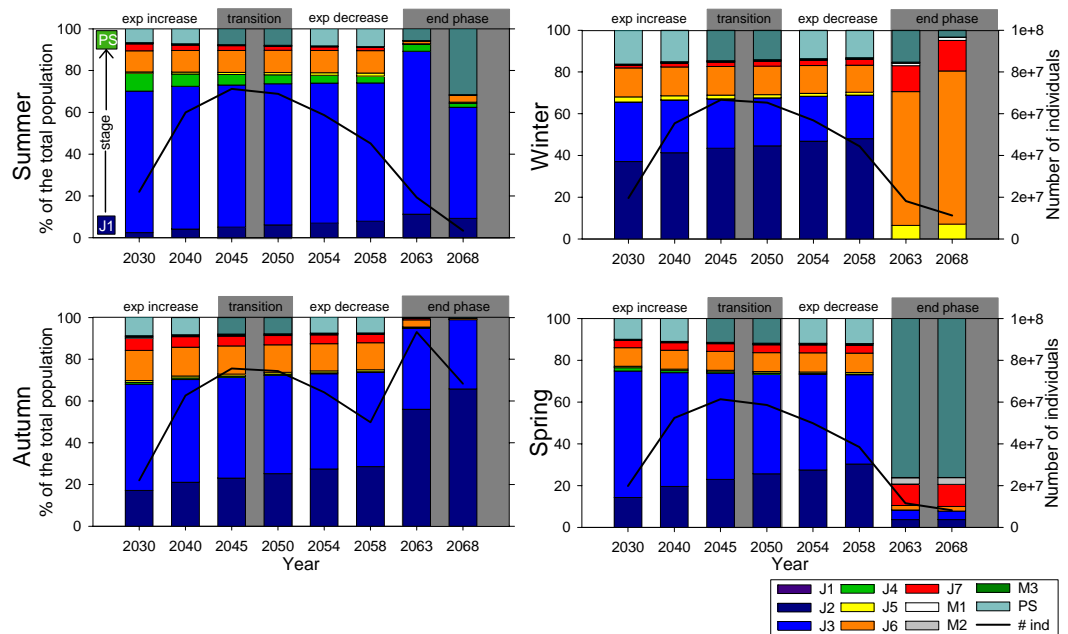 exp increase transition exp decrease end phase
100
80
60
40
20
0
PS
stage
J1
Summer
% of the total population
2030 2040 2045 2050 2054 2058 2063 2068
exp increase transition exp decrease end phase
100
80
60
40
20
0
Winter
1e+8
8e+7
6e+7
4e+7
2e+7
0
Number of individuals
2030 2040 2045 2050 2054 2058 2063 2068
exp increase transition exp decrease end phase
100
80
60
40
20
0
Autumn
% of the total population
2030 2040 2045 2050 2054 2058 2063 2068
Year
exp increase transition exp decrease end phase
100
80
60
40
20
0
Spring
1e+8
8e+7
6e+7
4e+7
2e+7
0
Number of individuals
2030 2040 2045 2050 2054 2058 2063 2068
Year
J1 J4 J7 M3
J2 J5 M1 PS
J3 J6 M2 # ind